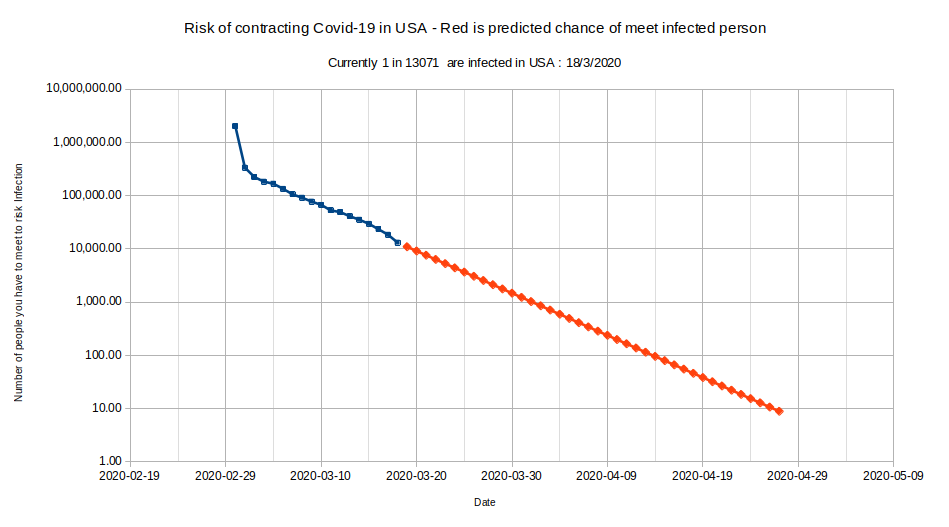 Risk of contracting Covid-19 in USA - Red is predicted chance of meet infected person
Currently 1 in 13071 are infected in USA : 18/3/2020
Number of people you have to meet to risk Infection
10,000,000.00
1,000,000.00
100,000.00
10,000.00
1,000.00
100.00
10.00
1.00
2020-02-19 2020-02-29 2020-03-10 2020-03-20 2020-03-30 2020-04-09 2020-04-19 2020-04-29 2020-05-09
Date